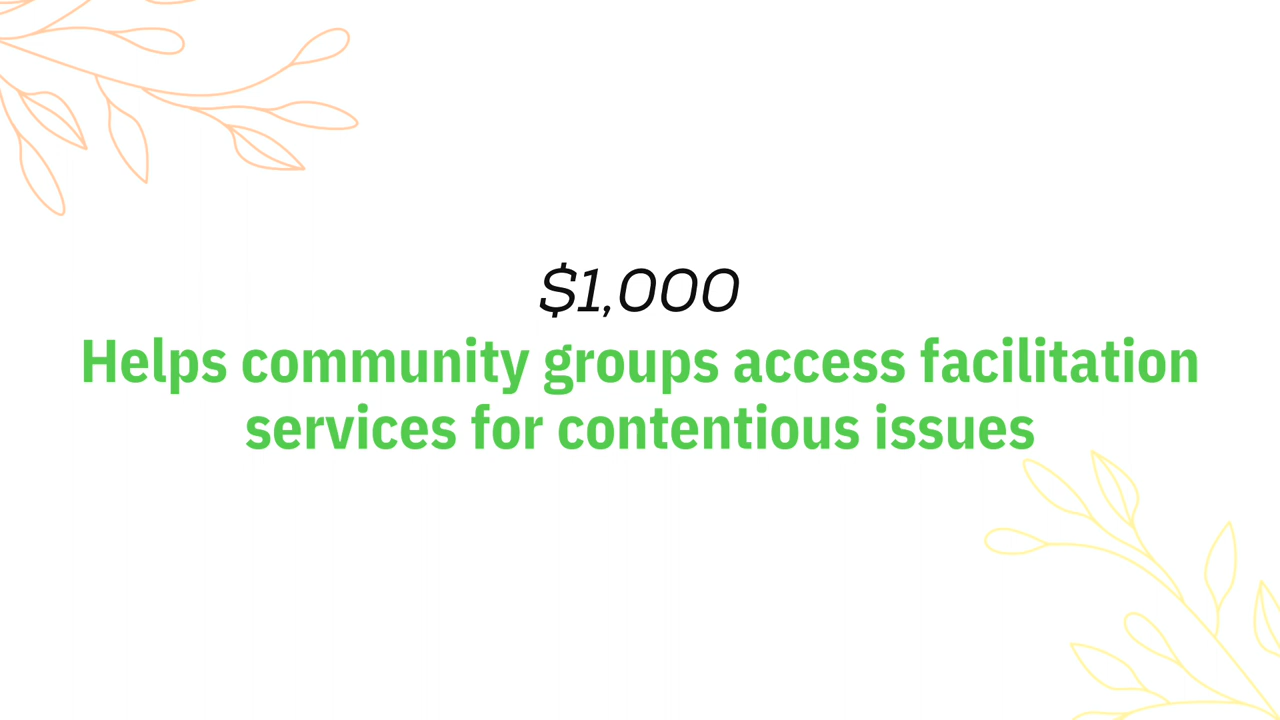 $1,000
Helps community groups access facilitation
services for contentious issues